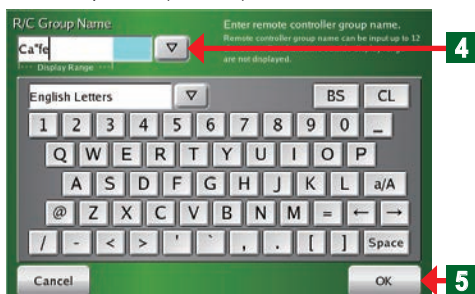 R/C Group Name
Enter remote controller group name.
Remote controller group name can be input up to 12
are not displayed.
Ca"fe
▽
4
Display Range
English Letters
▽
BS CL
1 2 3 4 5 6 7 8 9 0 _
Q W E R T Y U I O P
A S D F G H J K L a/A
@ Z X C V B N M = ← →
/ - < > ' ` , . [ ] Space
Cancel
OK
5